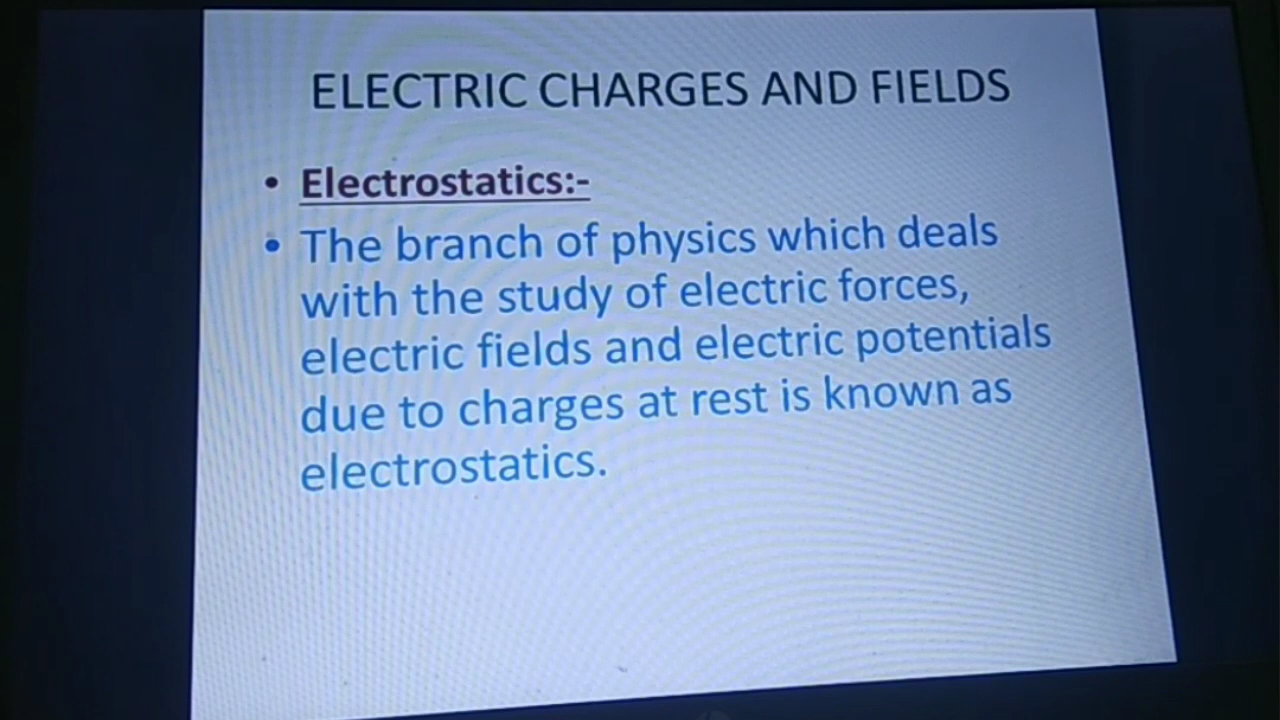 ELECTRIC CHARGES AND FIELDS
• Electrostatics:-
• The branch of physics which deals
with the study of electric forces,
electric fields and electric potentials
due to charges at rest is known as
electrostatics.